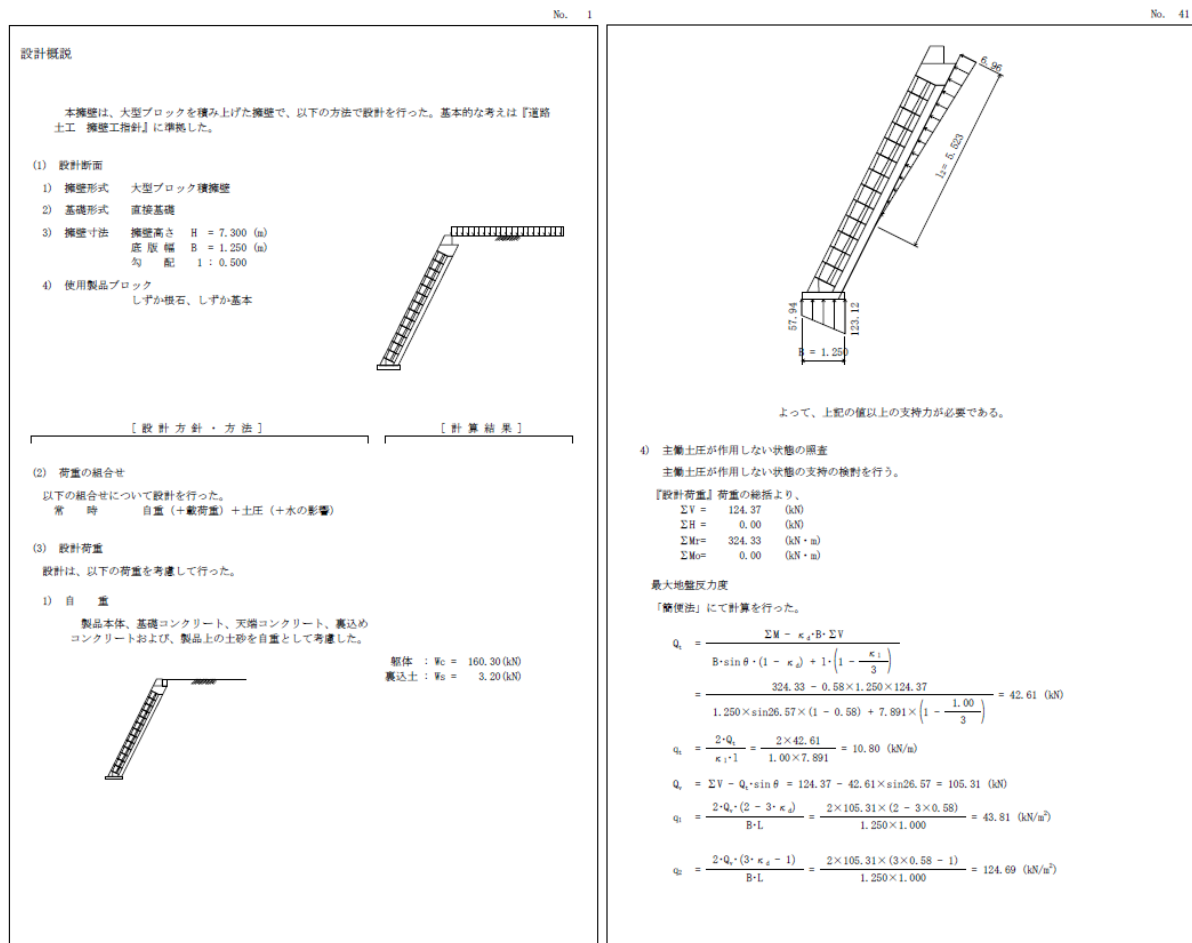 No. 1
設計概説
本擁壁は、大型ブロックを積み上げた擁壁で、以下の方法で設計を行った。基本的な考えは『道路
土工 擁壁工指針』に準拠した。
(1) 設計断面
1) 擁壁形式 大型ブロック積擁壁
2) 基礎形式 直接基礎
3) 擁壁寸法 擁壁高さ H = 7.300 (m)
底 版 幅 B = 1.250 (m)
勾 配 1 : 0.500
4) 使用製品ブロック
しずか根石、しずか基本
[ 設 計 方 針 ・ 方 法 ] [ 計 算 結 果 ]
(2) 荷重の組合せ
以下の組合せについて設計を行った。
常 時 自重 (+載荷重) +土圧 (+水の影響)
(3) 設計荷重
設計は、以下の荷重を考慮して行った。
1) 自 重
製品本体、基礎コンクリート、天端コンクリート、裏込め
コンクリートおよび、製品上の土砂を自重として考慮した。
躯体 : Wc = 160.30(kN)
裏込土 : Ws = 3.20(kN)
No. 41
6.96
l₂= 5.523
57.94
123.12
B = 1.250
よって、上記の値以上の支持力が必要である。
4) 主働土圧が作用しない状態の照査
主働土圧が作用しない状態の支持の検討を行う。
『設計荷重』荷重の総括より、
ΣV = 124.37 (kN)
ΣH = 0.00 (kN)
ΣMr= 324.33 (kN・m)
ΣMo= 0.00 (kN・m)
最大地盤反力度
「簡便法」にて計算を行った。
Qₜ = (ΣM − κd・B・ΣV) / (B・sinθ・(1 − κd) + l・(1 − κl / 3))
= (324.33 − 0.58×1.250×124.37) / (1.250×sin26.57×(1 − 0.58) + 7.891×(1 − 1.00 / 3)) = 42.61 (kN)
qₜ = 2・Qₜ / κl・l = 2×42.61 / 1.00×7.891 = 10.80 (kN/m)
Qᵥ = ΣV − Qₜ・sinθ = 124.37 − 42.61×sin26.57 = 105.31 (kN)
q₁ = 2・Qᵥ・(2 − 3・κd) / B・L = 2×105.31×(2 − 3×0.58) / 1.250×1.000 = 43.81 (kN/m²)
q₂ = 2・Qᵥ・(3・κd − 1) / B・L = 2×105.31×(3×0.58 − 1) / 1.250×1.000 = 124.69 (kN/m²)